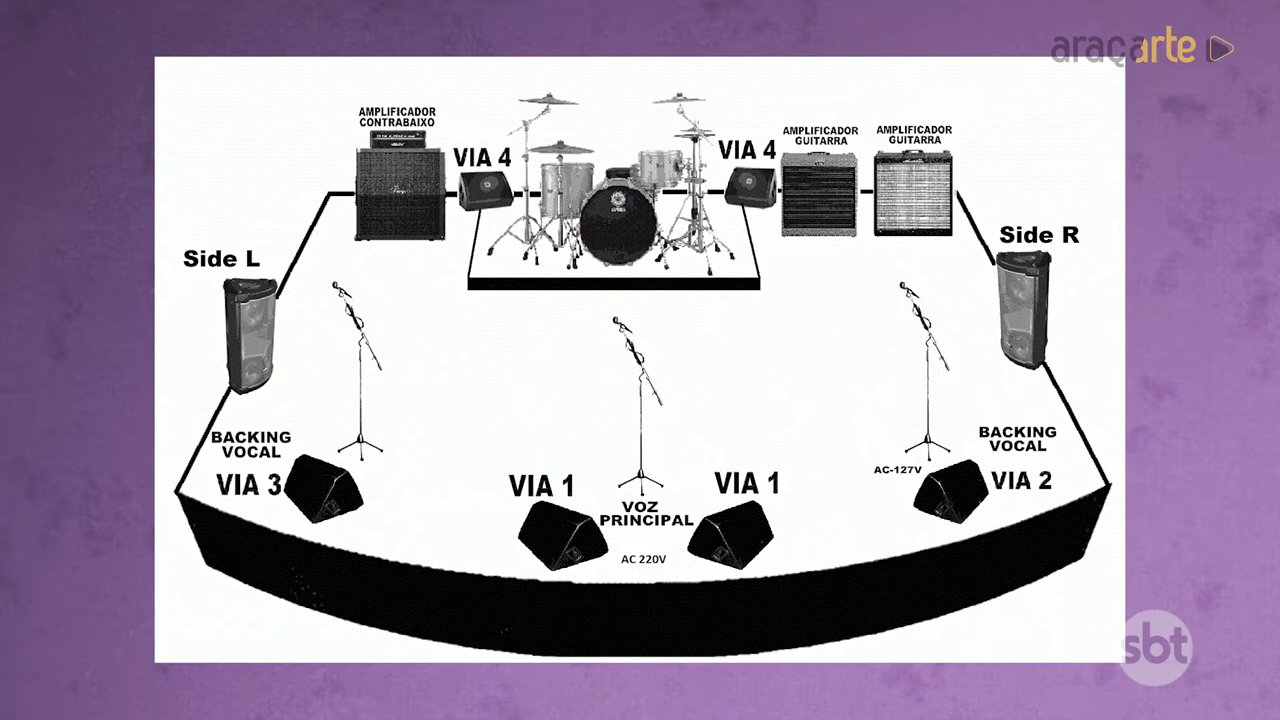 araçarte
AMPLIFICADOR
CONTRABAIXO
VIA 4
VIA 4
AMPLIFICADOR
GUITARRA
AMPLIFICADOR
GUITARRA
Side L
Side R
BACKING
VOCAL
VIA 3
VIA 1
VOZ
PRINCIPAL
AC 220V
VIA 1
AC-127V
BACKING
VOCAL
VIA 2
sbt